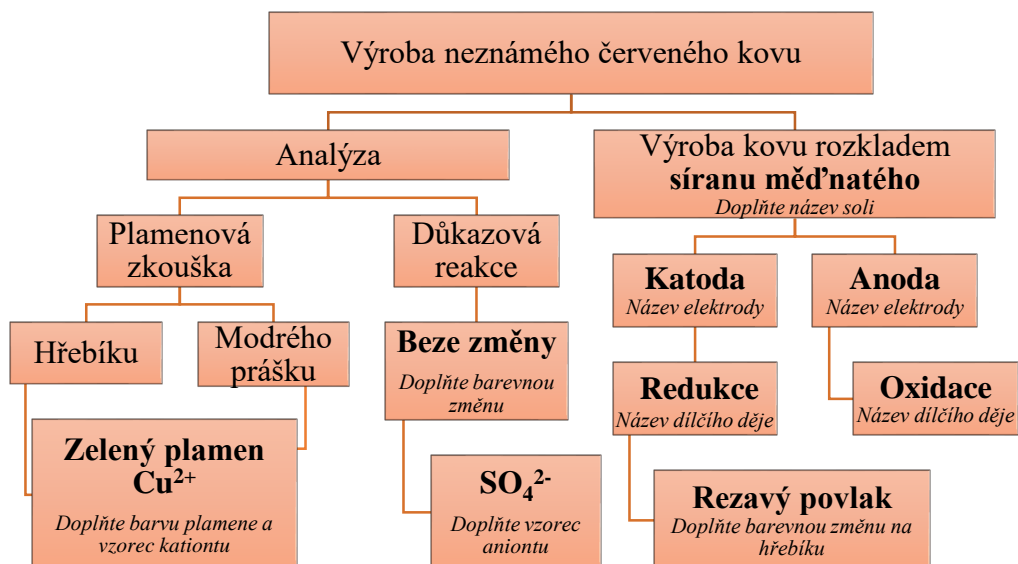 Výroba neznámého červeného kovu
Analýza
Výroba kovu rozkladem
síranu měďnatého
Doplňte název soli
Plamenová
zkouška
Důkazová
reakce
Katoda
Název elektrody
Anoda
Název elektrody
Hřebíku
Modrého
prášku
Beze změny
Doplňte barevnou
změnu
Redukce
Název dílčího děje
Oxidace
Název dílčího děje
Zelený plamen
Cu²⁺
Doplňte barvu plamene a
vzorec kationtu
SO₄²⁻
Doplňte vzorec
aniontu
Rezavý povlak
Doplňte barevnou změnu na
hřebíku